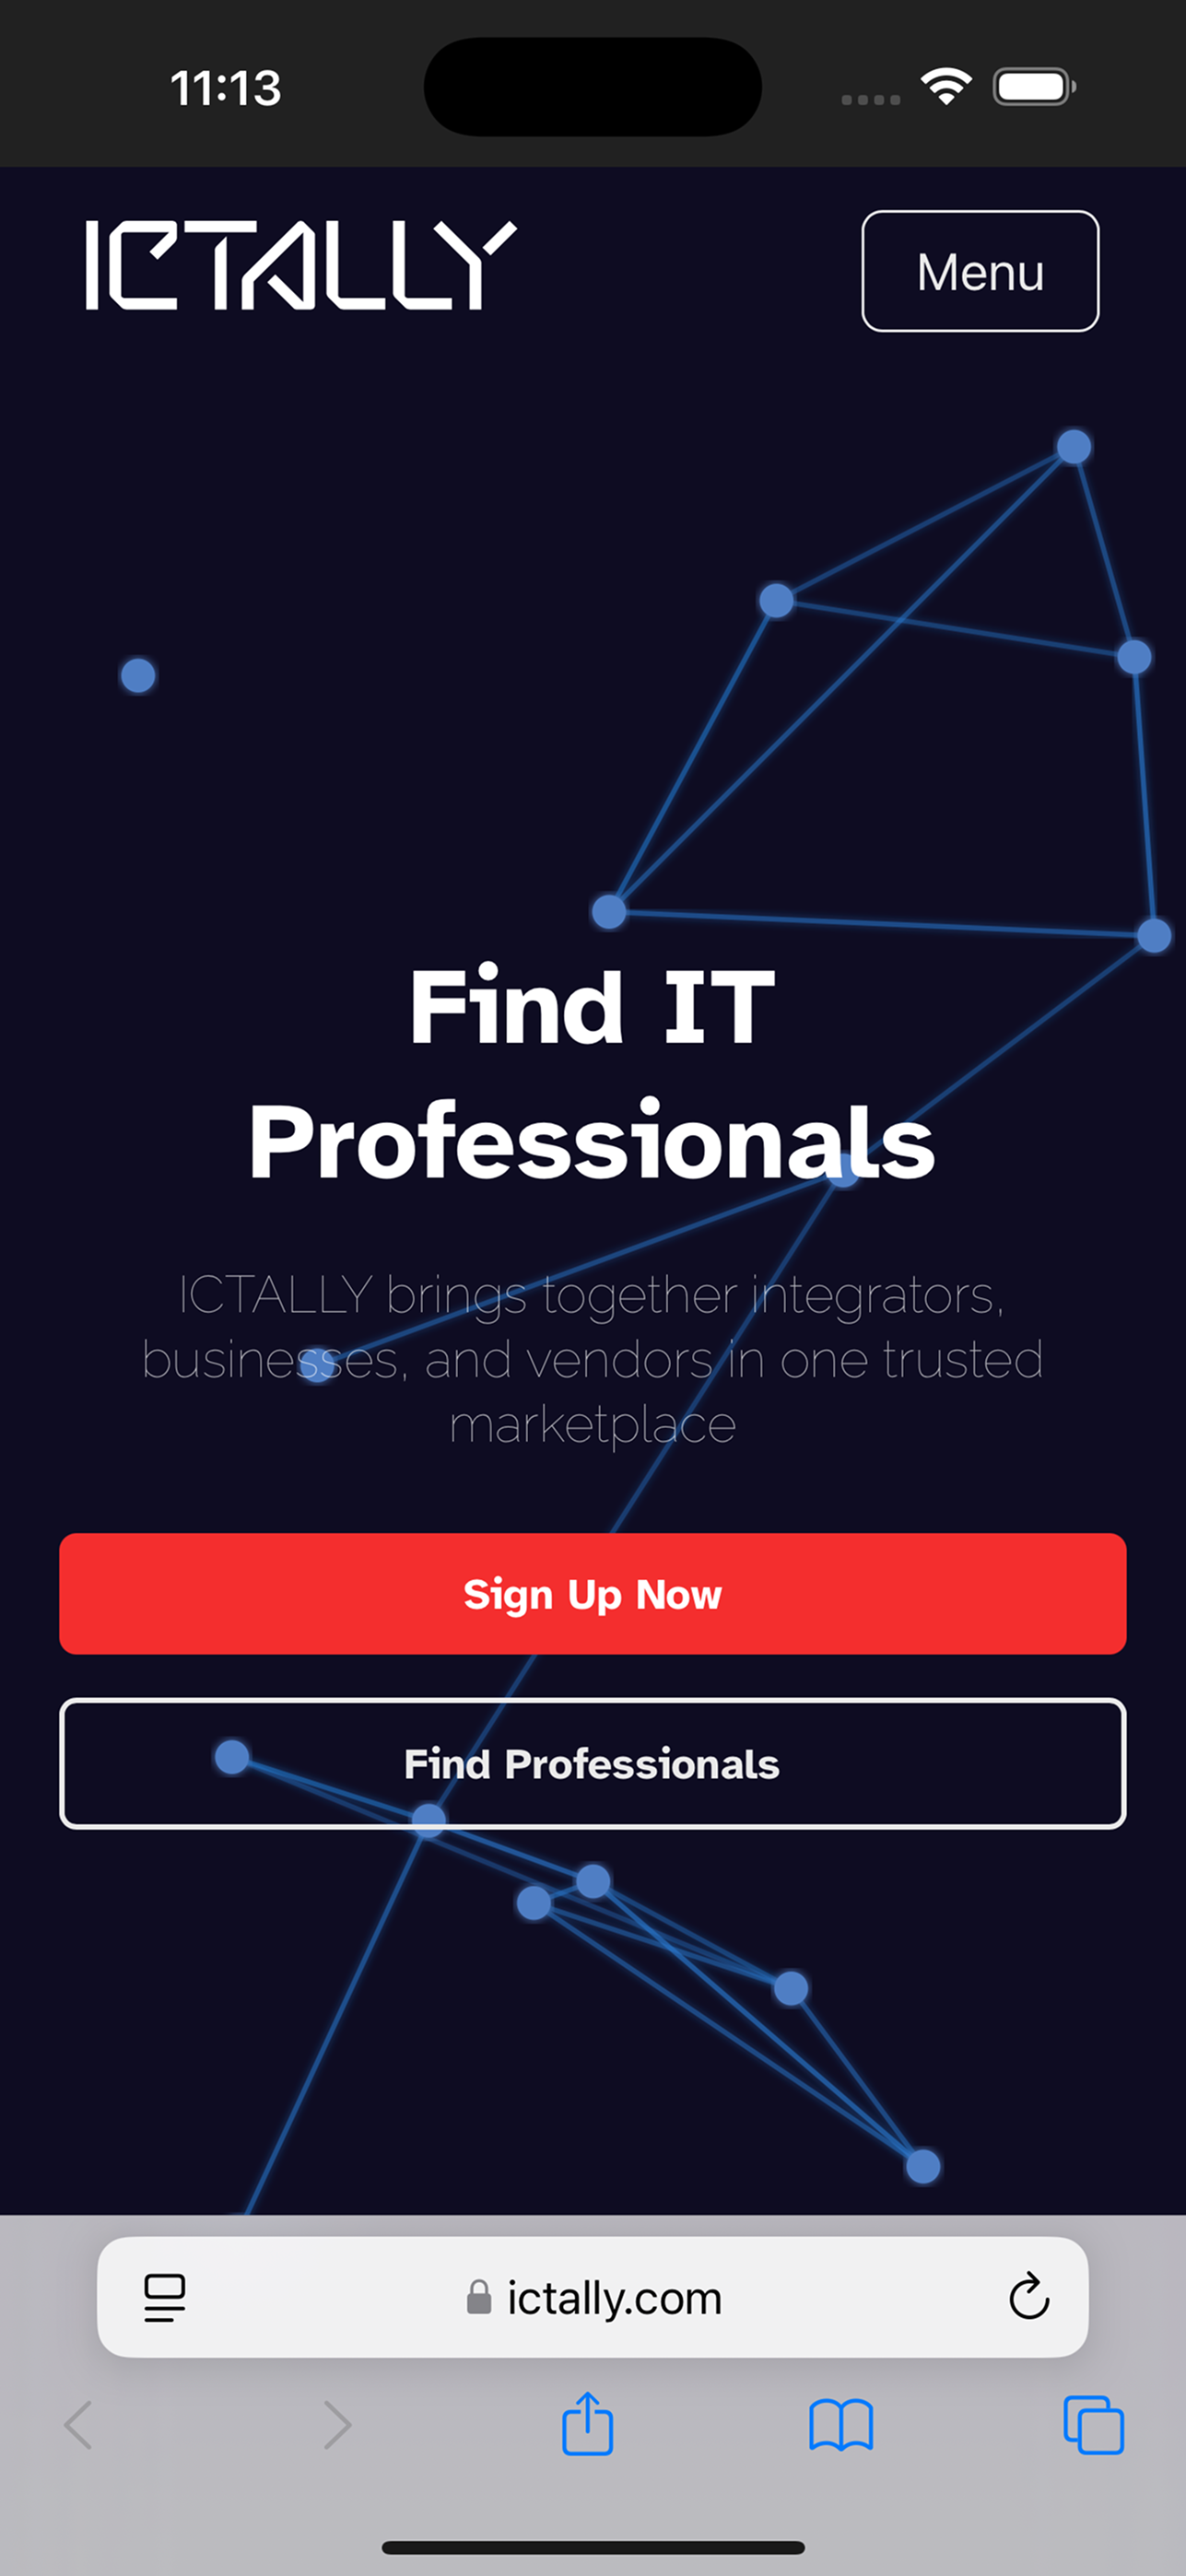 11:13
ICTALLY
Menu
Find IT
Professionals
ICTALLY brings together integrators,
businesses, and vendors in one trusted
marketplace
Sign Up Now
Find Professionals
ictally.com